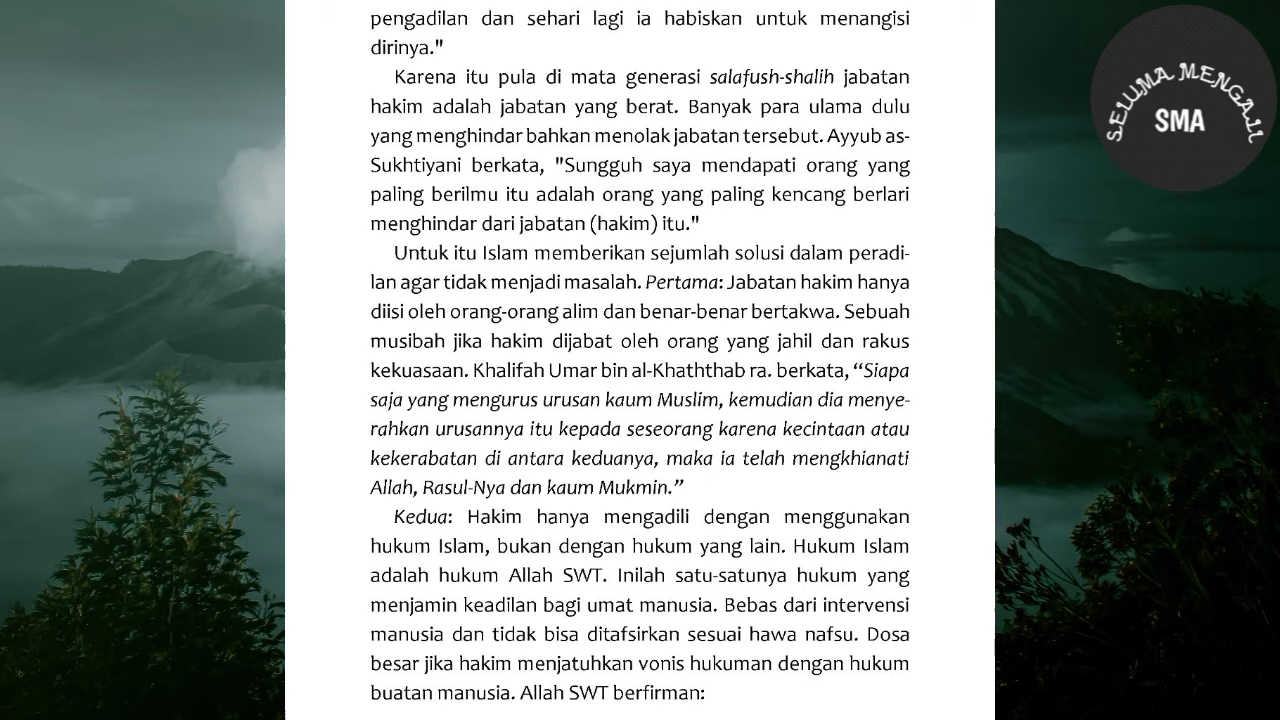 pengadilan dan sehari lagi ia habiskan untuk menangisi
dirinya."
Karena itu pula di mata generasi salafush-shalih jabatan
hakim adalah jabatan yang berat. Banyak para ulama dulu
yang menghindar bahkan menolak jabatan tersebut. Ayyub as-
Sukhtiyani berkata, "Sungguh saya mendapati orang yang
paling berilmu itu adalah orang yang paling kencang berlari
menghindar dari jabatan (hakim) itu."
Untuk itu Islam memberikan sejumlah solusi dalam peradi-
lan agar tidak menjadi masalah. Pertama: Jabatan hakim hanya
diisi oleh orang-orang alim dan benar-benar bertakwa. Sebuah
musibah jika hakim dijabat oleh orang yang jahil dan rakus
kekuasaan. Khalifah Umar bin al-Khaththab ra. berkata, “Siapa
saja yang mengurus urusan kaum Muslim, kemudian dia menye-
rahkan urusannya itu kepada seseorang karena kecintaan atau
kekerabatan di antara keduanya, maka ia telah mengkhianati
Allah, Rasul-Nya dan kaum Mukmin.”
Kedua: Hakim hanya mengadili dengan menggunakan
hukum Islam, bukan dengan hukum yang lain. Hukum Islam
adalah hukum Allah SWT. Inilah satu-satunya hukum yang
menjamin keadilan bagi umat manusia. Bebas dari intervensi
manusia dan tidak bisa ditafsirkan sesuai hawa nafsu. Dosa
besar jika hakim menjatuhkan vonis hukuman dengan hukum
buatan manusia. Allah SWT berfirman:
SELUMA MENGAJI
SMA